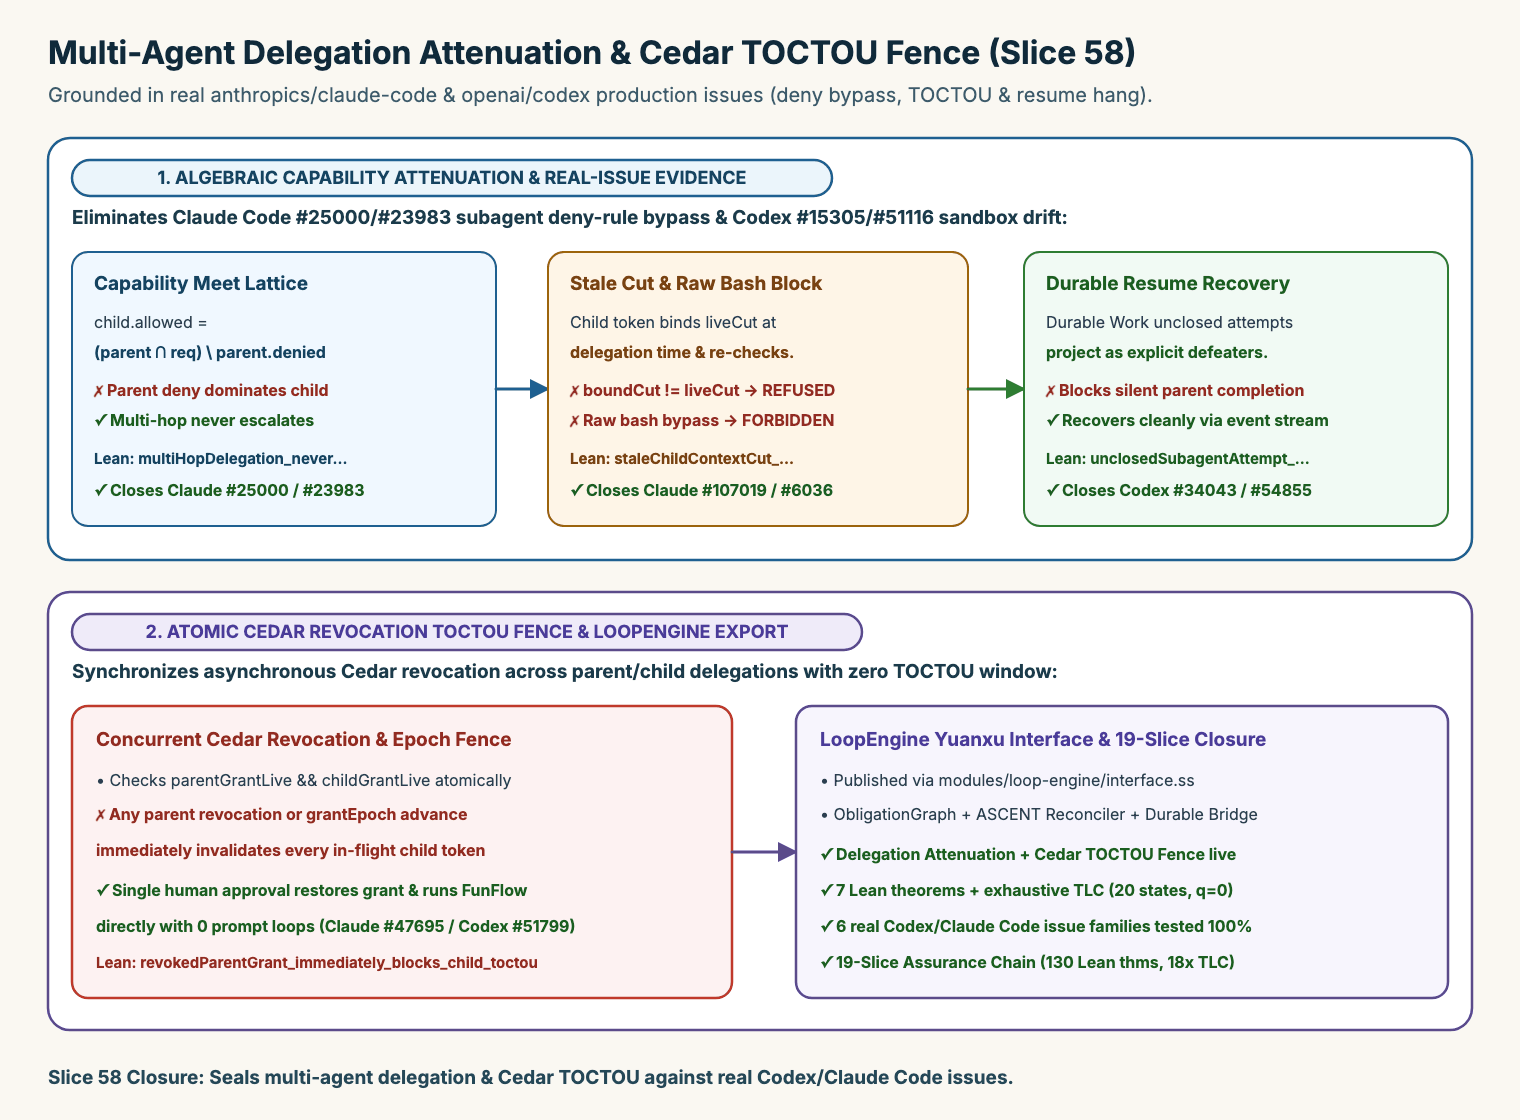 Multi-Agent Delegation Attenuation & Cedar TOCTOU Fence (Slice 58)
Grounded in real anthropics/claude-code & openai/codex production issues (deny bypass, TOCTOU & resume hang).
1. ALGEBRAIC CAPABILITY ATTENUATION & REAL-ISSUE EVIDENCE
Eliminates Claude Code #25000/#23983 subagent deny-rule bypass & Codex #15305/#51116 sandbox drift:
Capability Meet Lattice
child.allowed =
(parent ∩ req) \ parent.denied
✗ Parent deny dominates child
✓ Multi-hop never escalates
Lean: multiHopDelegation_never...
✓ Closes Claude #25000 / #23983
Stale Cut & Raw Bash Block
Child token binds liveCut at
delegation time & re-checks.
✗ boundCut != liveCut → REFUSED
✗ Raw bash bypass → FORBIDDEN
Lean: staleChildContextCut_...
✓ Closes Claude #107019 / #6036
Durable Resume Recovery
Durable Work unclosed attempts
project as explicit defeaters.
✗ Blocks silent parent completion
✓ Recovers cleanly via event stream
Lean: unclosedSubagentAttempt_...
✓ Closes Codex #34043 / #54855
2. ATOMIC CEDAR REVOCATION TOCTOU FENCE & LOOPENGINE EXPORT
Synchronizes asynchronous Cedar revocation across parent/child delegations with zero TOCTOU window:
Concurrent Cedar Revocation & Epoch Fence
• Checks parentGrantLive && childGrantLive atomically
✗ Any parent revocation or grantEpoch advance
immediately invalidates every in-flight child token
✓ Single human approval restores grant & runs FunFlow
directly with 0 prompt loops (Claude #47695 / Codex #51799)
Lean: revokedParentGrant_immediately_blocks_child_toctou
LoopEngine Yuanxu Interface & 19-Slice Closure
• Published via modules/loop-engine/interface.ss
• ObligationGraph + ASCENT Reconciler + Durable Bridge
✓ Delegation Attenuation + Cedar TOCTOU Fence live
✓ 7 Lean theorems + exhaustive TLC (20 states, q=0)
✓ 6 real Codex/Claude Code issue families tested 100%
✓ 19-Slice Assurance Chain (130 Lean thms, 18x TLC)
Slice 58 Closure: Seals multi-agent delegation & Cedar TOCTOU against real Codex/Claude Code issues.